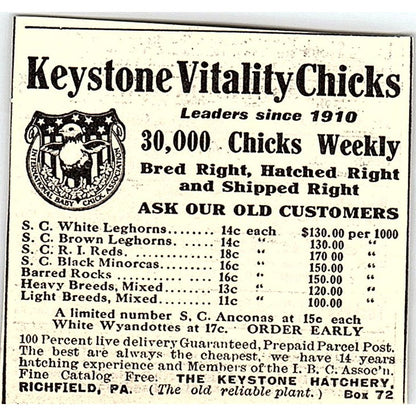 Keystone Vitality Chicks
Leaders since 1910
30,000 Chicks Weekly
Bred Right, Hatched Right
and Shipped Right
INTERNATIONAL BABY CHICK ASSOCIATION
ASK OUR OLD CUSTOMERS
S. C. White Leghorns........ 14c each $130.00 per 1000
S. C. Brown Leghorns. ..... 14c “ 130.00 “
S. C. R. I. Reds............. 18c “ 170 00 “
S. C. Black Minorcas........ 16c “ 150.00 “
Barred Rocks ............... 16c “ 150.00 “
Heavy Breeds, Mixed....... 13c “ 120.00 “
Light Breeds, Mixed........ 11c “ 100.00 “
A limited number S. C. Anconas at 15c each
White Wyandottes at 17c. ORDER EARLY
100 Percent live delivery Guaranteed, Prepaid Parcel Post.
The best are always the cheapest, we have 14 years
hatching experience and Members of the I. B. C. Assoc'n.
Fine Catalog Free. THE KEYSTONE HATCHERY,
RICHFIELD, PA. (The old reliable plant.) Box 72